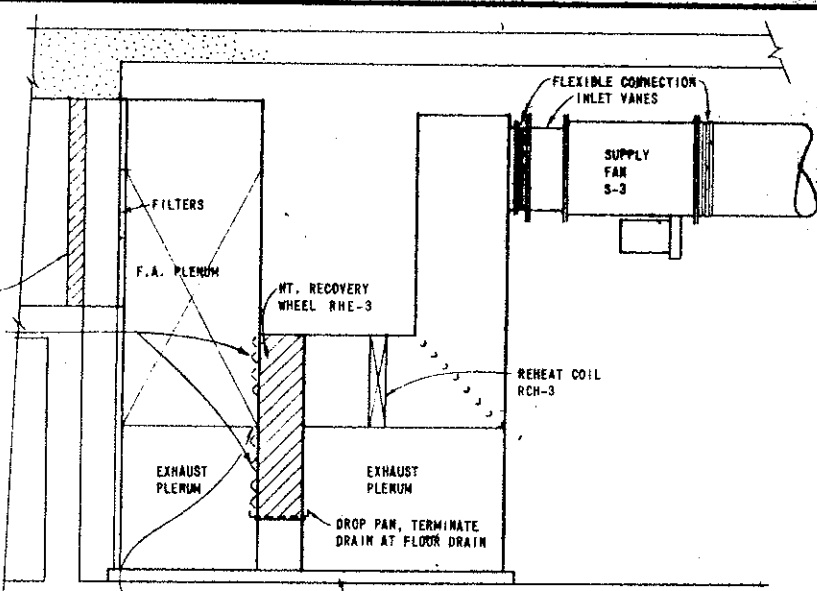 FLEXIBLE CONNECTION
INLET VANES
SUPPLY
FAN
S-3
FILTERS
F.A. PLENUM
HT. RECOVERY
WHEEL RHE-3
REHEAT COIL
RCH-3
EXHAUST
PLENUM
EXHAUST
PLENUM
DROP PAN, TERMINATE
DRAIN AT FLOOR DRAIN